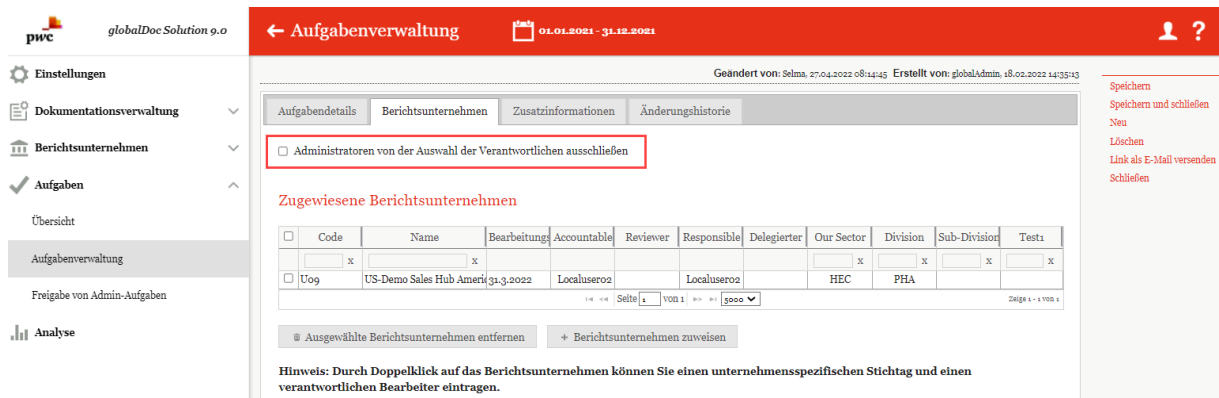 pwc
globalDoc Solution 9.0
← Aufgabenverwaltung
01.01.2021 - 31.12.2021
?
Geändert von: Selma, 27.04.2022 08:14:45 Erstellt von: globalAdmin, 18.02.2022 14:35:13
Einstellungen
Dokumentationsverwaltung
Berichtsunternehmen
Aufgaben
Übersicht
Aufgabenverwaltung
Freigabe von Admin-Aufgaben
Analyse
Aufgabendetails Berichtsunternehmen Zusatzinformationen Änderungshistorie
Administratoren von der Auswahl der Verantwortlichen ausschließen
Zugewiesene Berichtsunternehmen
Code Name Bearbeitungs Accountable Reviewer Responsible Delegierter Our Sector Division Sub-Division Test1
x x x x x x
U09 US-Demo Sales Hub Americ 31.3.2022 Localuser02 Localuser02 HEC PHA
Seite 1 von 1 5000 Zeige 1 - 1 von 1
Ausgewählte Berichtsunternehmen entfernen + Berichtsunternehmen zuweisen
Hinweis: Durch Doppelklick auf das Berichtsunternehmen können Sie einen unternehmensspezifischen Stichtag und einen
verantwortlichen Bearbeiter eintragen.
Speichern
Speichern und schließen
Neu
Löschen
Link als E-Mail versenden
Schließen